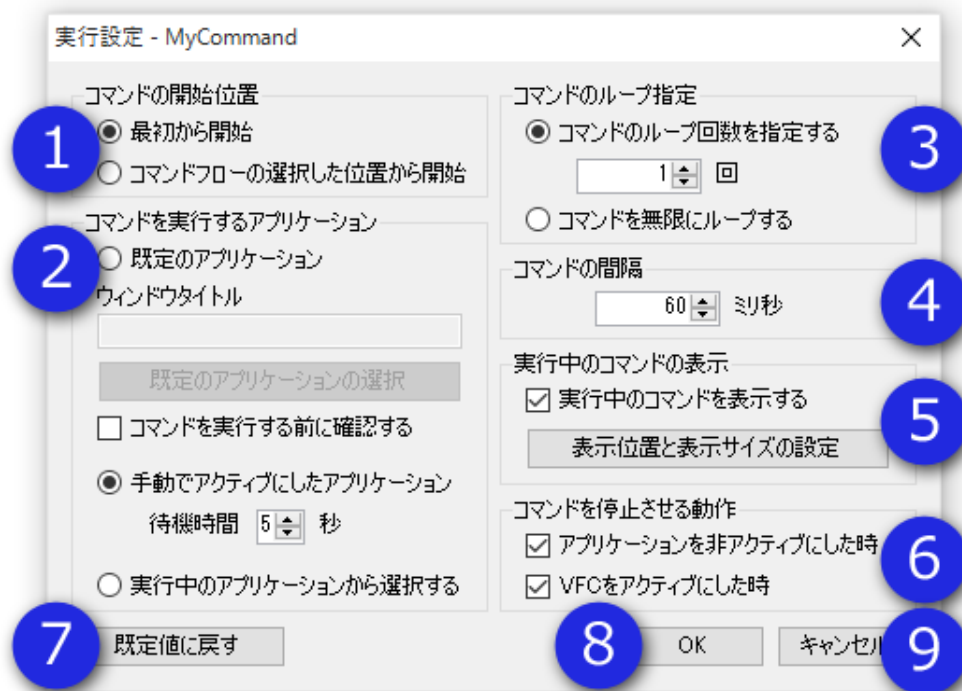 実行設定 - MyCommand
コマンドの開始位置
1
最初から開始
コマンドフローの選択した位置から開始
コマンドを実行するアプリケーション
2
既定のアプリケーション
ウィンドウタイトル
既定のアプリケーションの選択
コマンドを実行する前に確認する
手動でアクティブにしたアプリケーション
待機時間 5 秒
実行中のアプリケーションから選択する
コマンドのループ指定
コマンドのループ回数を指定する
3
1 回
コマンドを無限にループする
コマンドの間隔
60 ミリ秒
4
実行中のコマンドの表示
実行中のコマンドを表示する
5
表示位置と表示サイズの設定
コマンドを停止させる動作
アプリケーションを非アクティブにした時
6
VFCをアクティブにした時
7 既定値に戻す
8 OK
キャンセル 9